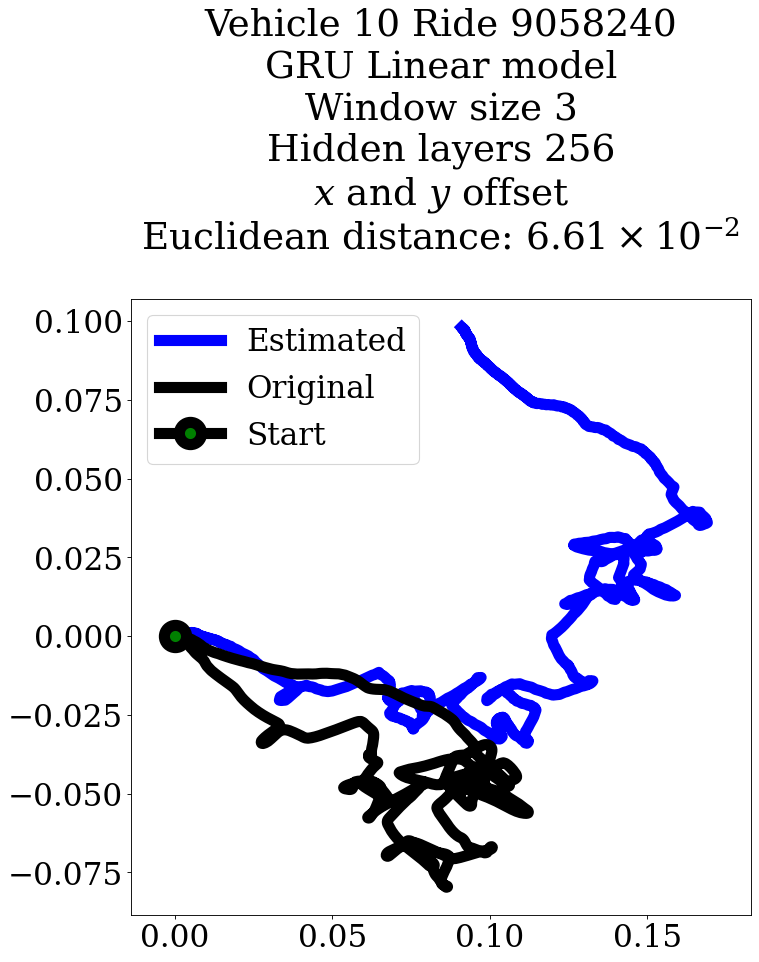 Vehicle 10 Ride 9058240
GRU Linear model
Window size 3
Hidden layers 256
x and y offset
Euclidean distance: 6.61 × 10⁻²
Estimated
Original
Start
0.100
0.075
0.050
0.025
0.000
−0.025
−0.050
−0.075
0.00 0.05 0.10 0.15